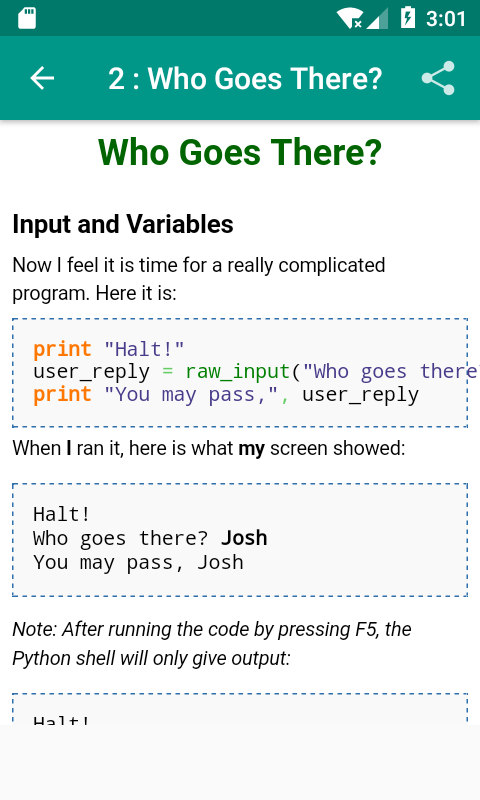 3:01
2 : Who Goes There?
Who Goes There?
Input and Variables
Now I feel it is time for a really complicated
program. Here it is:
print "Halt!"
user_reply = raw_input("Who goes there
print "You may pass,", user_reply
When I ran it, here is what my screen showed:
Halt!
Who goes there? Josh
You may pass, Josh
Note: After running the code by pressing F5, the
Python shell will only give output:
Halt!